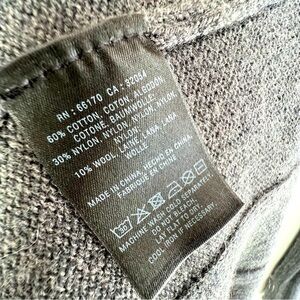 RN: 66170 CA: 32054
60% COTTON, COTON, ALGODÓN
COTONE, BAUMWOLLE
30% NYLON, NYLON, NYLON, NYLON
10% WOOL, LAINE, LANA, LANA
WOLLE
MADE IN CHINA, HECHO EN CHINA
FABRIQUÉ EN CHINE
MACHINE WASH COLD SEPARATELY
DO NOT BLEACH.
LAY FLAT TO DRY.
COOL IRON IF NECESSARY.